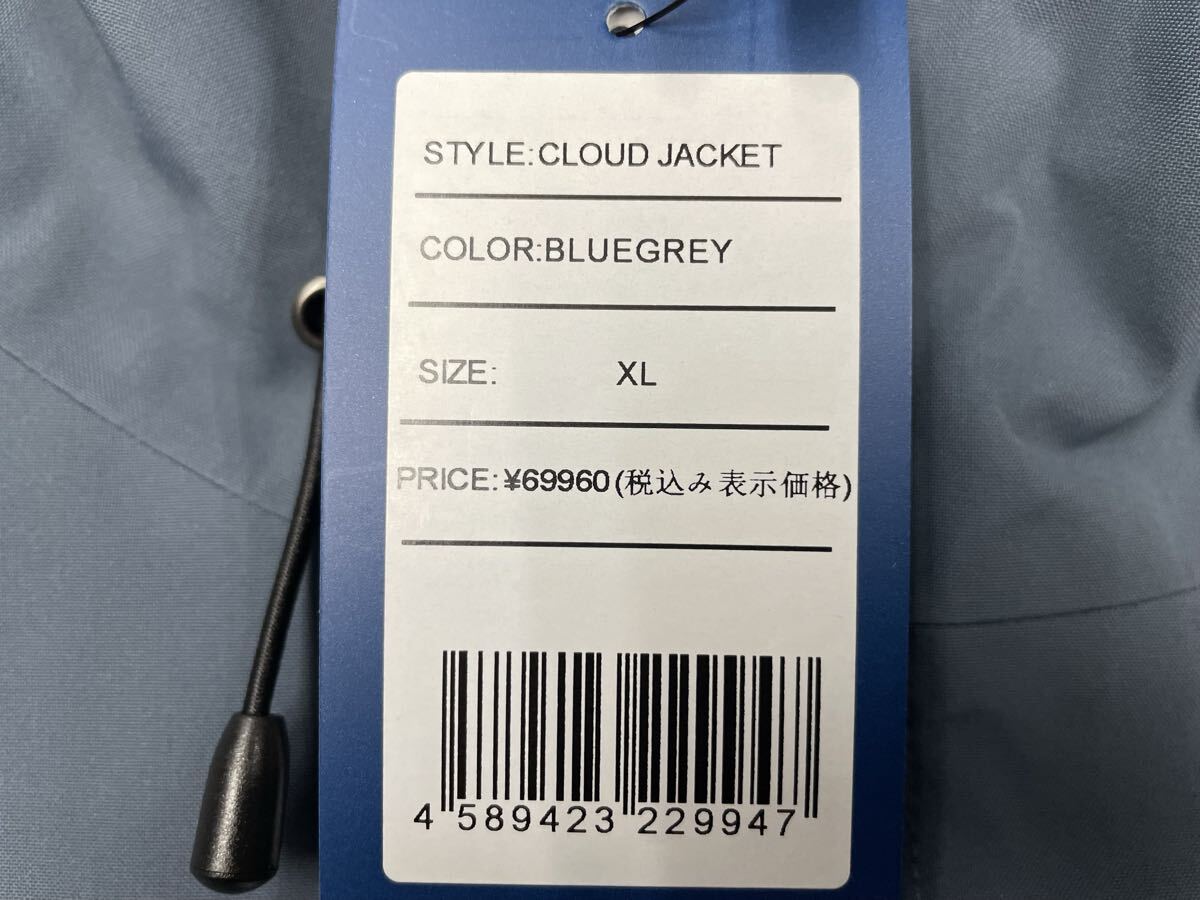 STYLE:CLOUD JACKET
COLOR:BLUEGREY
SIZE: XL
PRICE:¥69960(税込み表示価格)
4 589423 229947